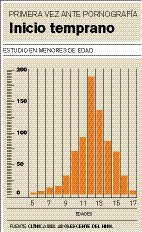 PRIMERA VEZ ANTE PORNOGRAFÍA
Inicio temprano
ESTUDIO EN MENORES DE EDAD
200
150
100
50
0
5 7 9 11 13 15 17
EDADES
FUENTE: CLÍNICA DEL ADOLESCENTE DEL HNN.